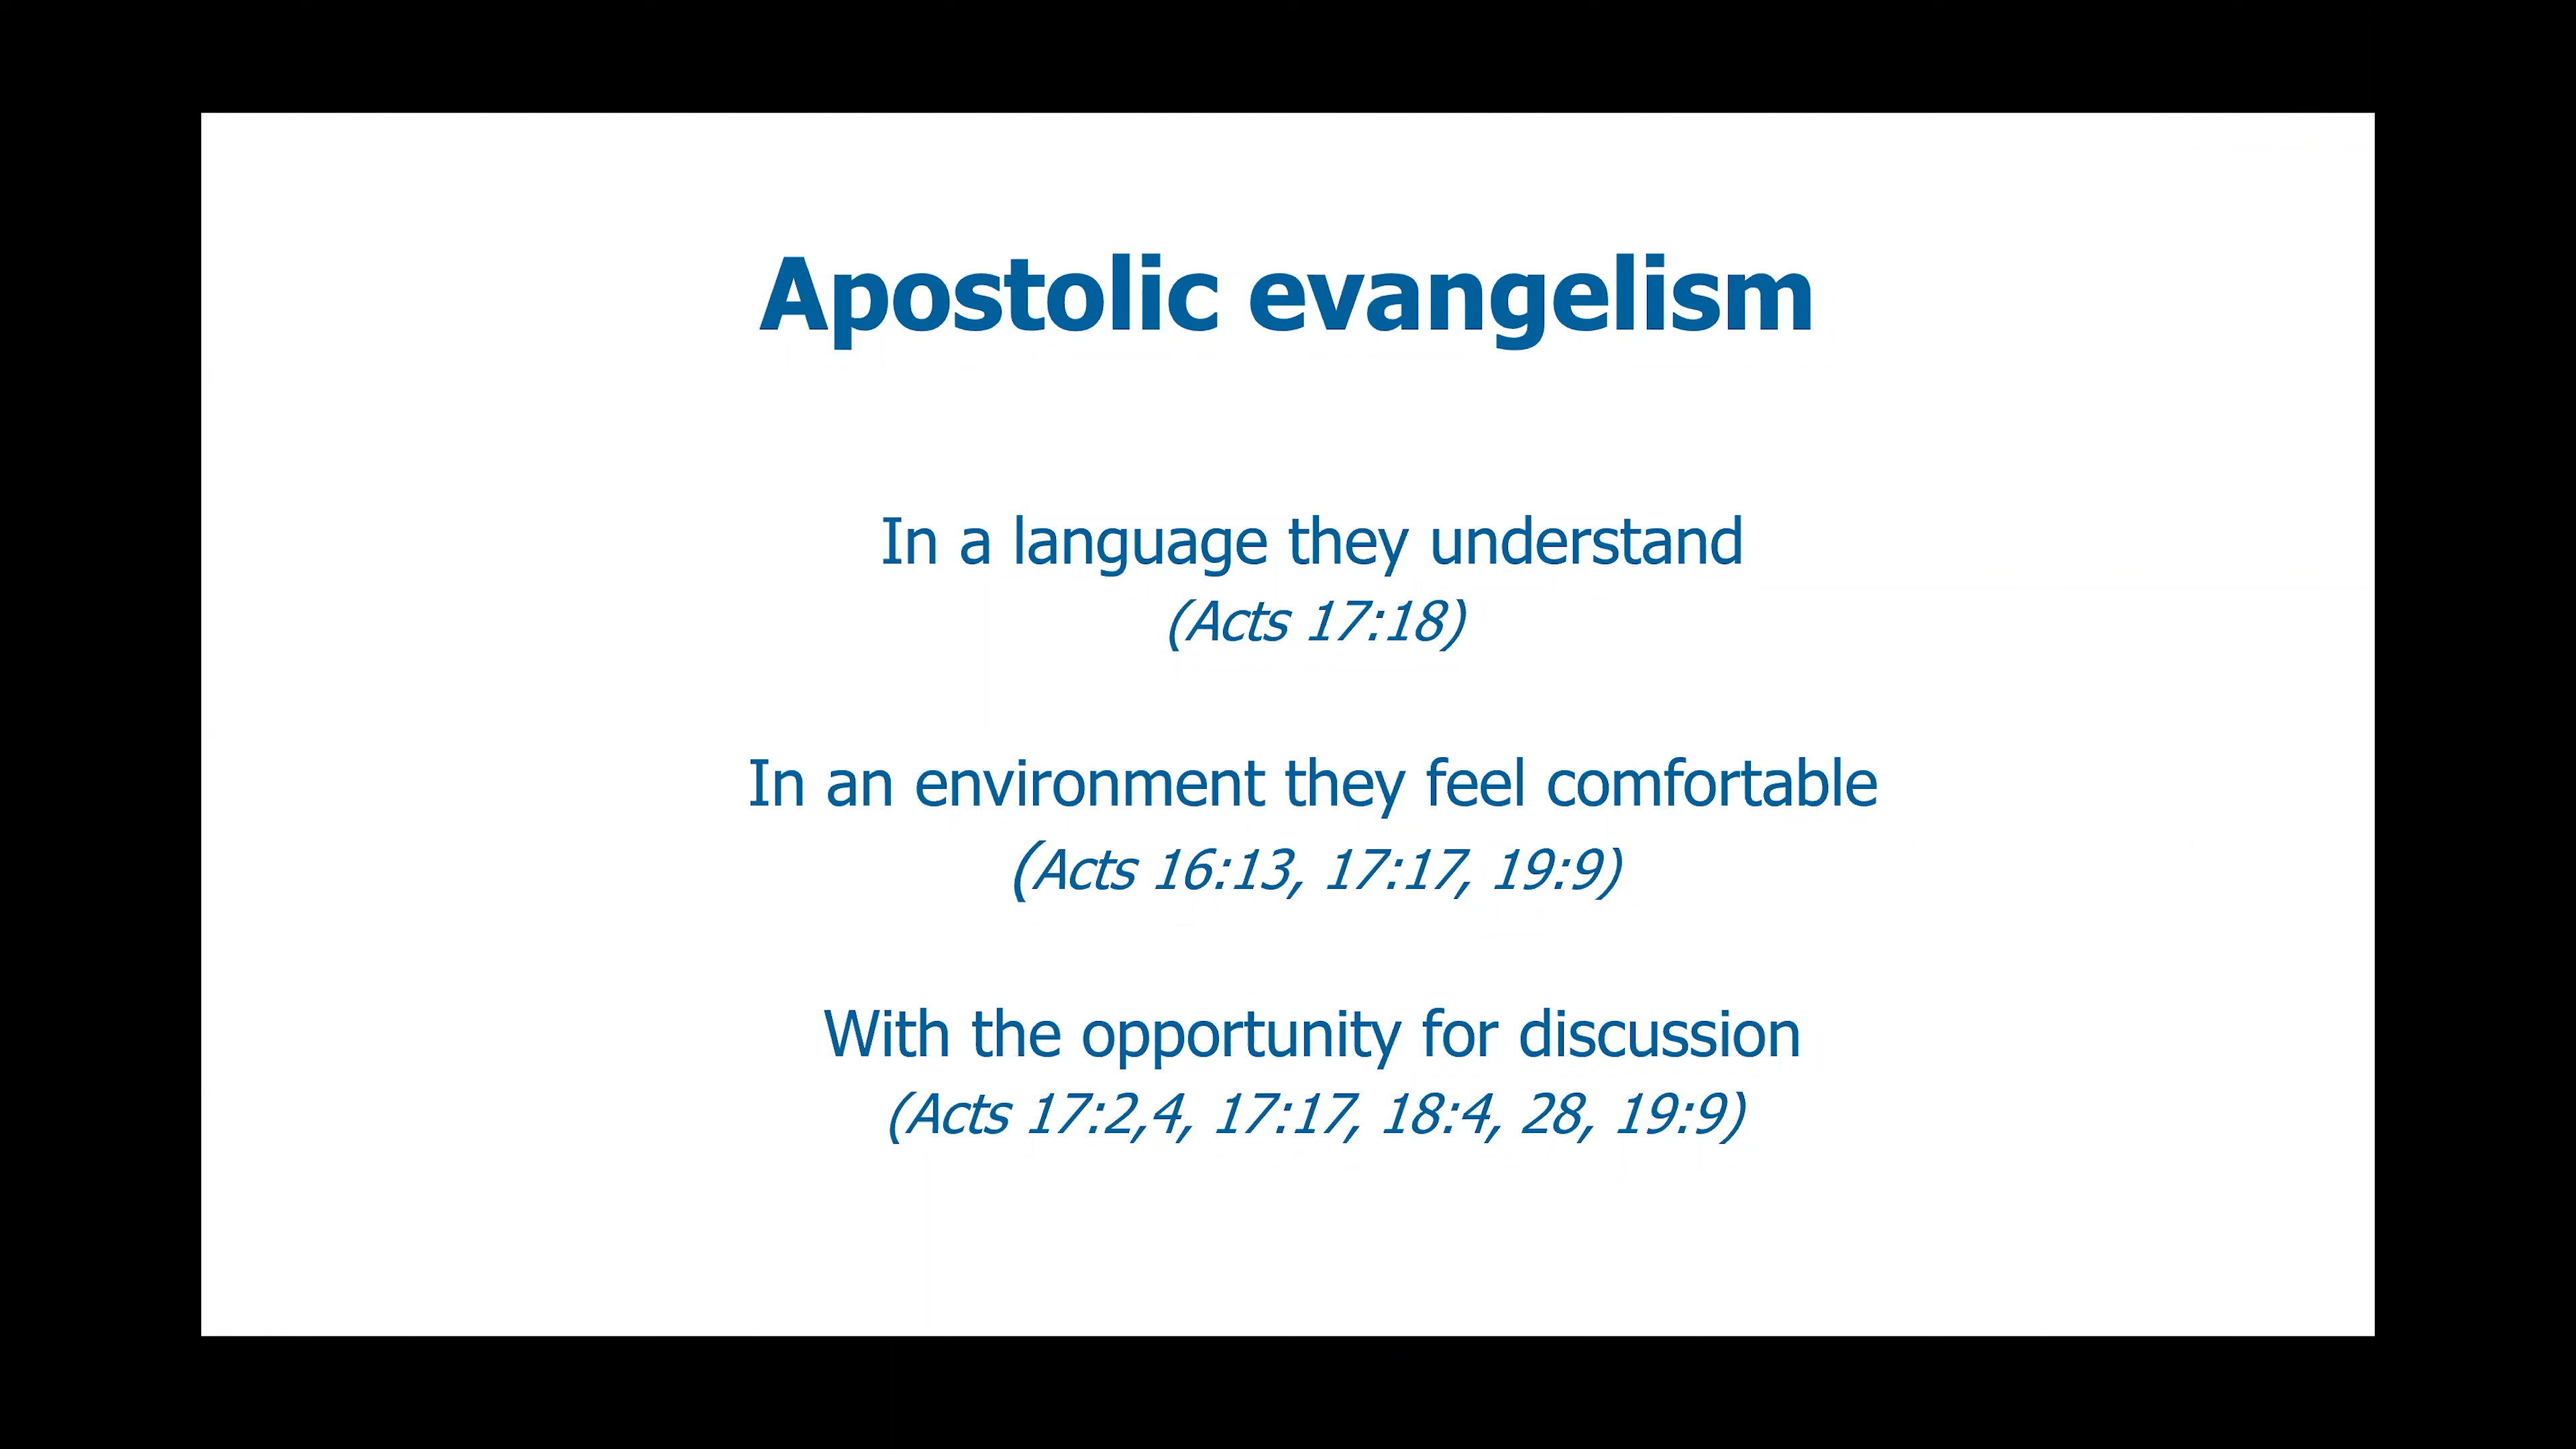 Apostolic evangelism
In a language they understand
(Acts 17:18)
In an environment they feel comfortable
(Acts 16:13, 17:17, 19:9)
With the opportunity for discussion
(Acts 17:2,4, 17:17, 18:4, 28, 19:9)